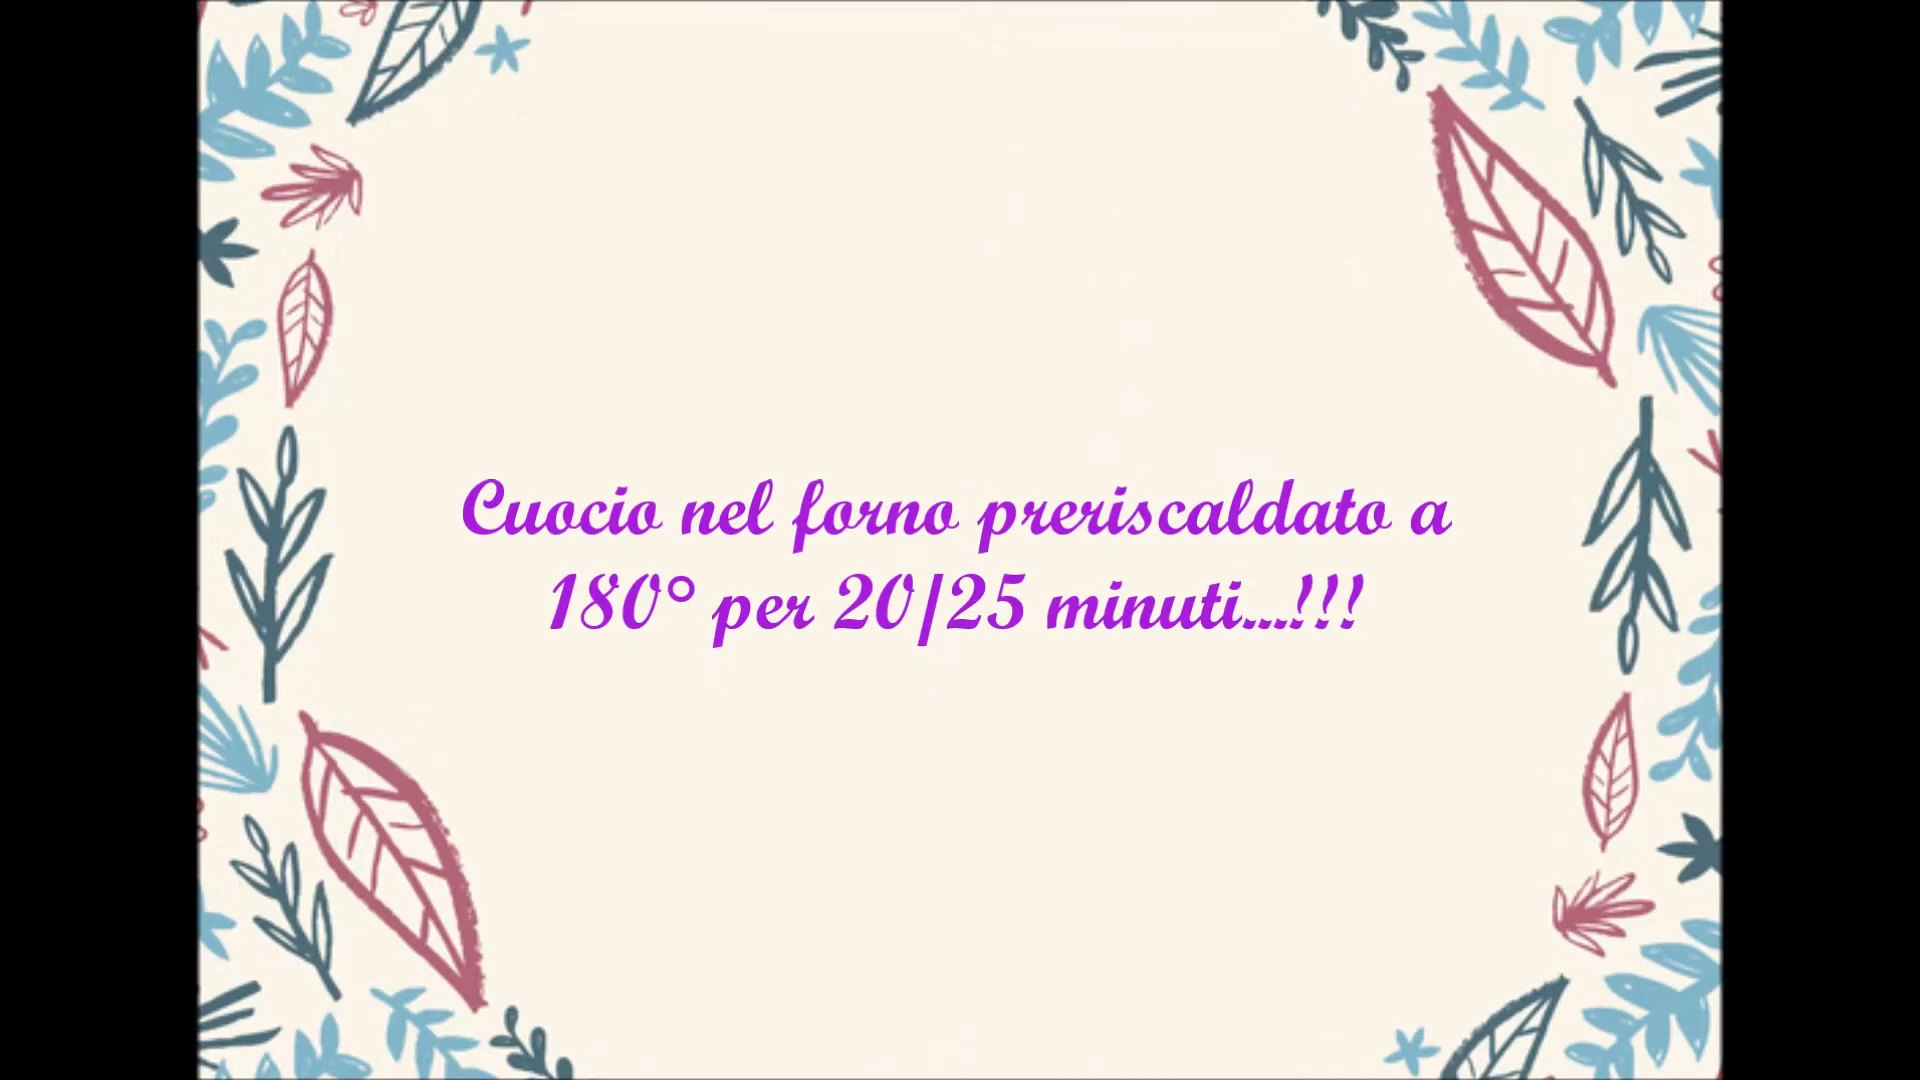 Cuocio nel forno preriscaldato a
180° per 20/25 minuti...!!!